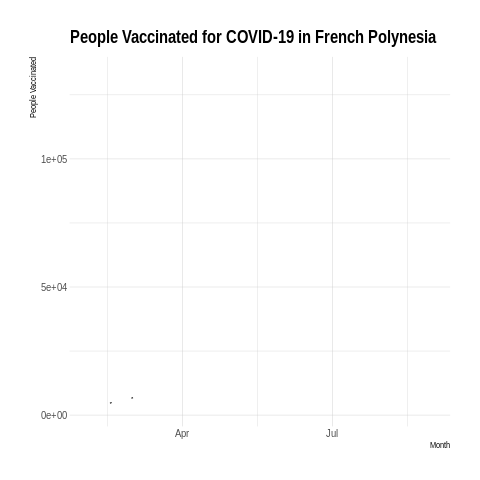 People Vaccinated for COVID-19 in French Polynesia
People Vaccinated
1e+05
5e+04
0e+00
Apr
Jul
Month